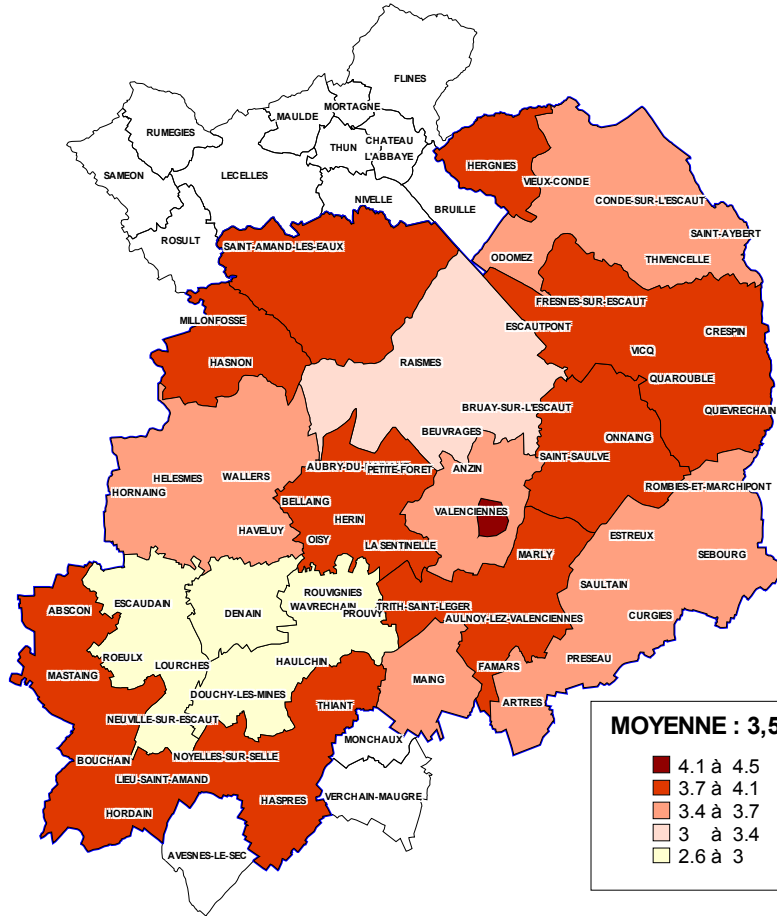 FLINES
MORTAGNE
MAULDE
RUMEGIES
THUN
CHATEAU
L'ABBAYE
SAMEON
LECELLES
HERGNIES
VIEUX-CONDE
NIVELLE
CONDE-SUR-L'ESCAUT
BRUILLE
SAINT-AYBERT
ROSULT
SAINT-AMAND-LES-EAUX
ODOMEZ
THIVENCELLE
FRESNES-SUR-ESCAUT
MILLONFOSSE
ESCAUTPONT
CRESPIN
HASNON
RAISMES
VICQ
QUAROUBLE
BRUAY-SUR-L'ESCAUT
QUIEVRECHAIN
BEUVRAGES
ONNAING
AUBRY-DU-
PETITE-FORET
ANZIN
SAINT-SAULVE
HELESMES
WALLERS
HORNAING
ROMBIES-ET-MARCHIPONT
BELLAING
VALENCIENNES
HERIN
HAVELUY
OISY
LA SENTINELLE
ESTREUX
MARLY
SEBOURG
ROUVIGNIES
SAULTAIN
ABSCON
ESCAUDAIN
DENAIN
WAVRECHAIN
PROUVY
TRITH-SAINT-LEGER
AULNOY-LEZ-VALENCIENNES
CURGIES
ROEULX
LOURCHES
HAULCHIN
PRESEAU
MASTAING
FAMARS
MAING
DOUCHY-LES-MINES
ARTRES
THIANT
NEUVILLE-SUR-ESCAUT
MONCHAUX
BOUCHAIN
NOYELLES-SUR-SELLE
LIEU-SAINT-AMAND
VERCHAIN-MAUGRE
HASPRES
HORDAIN
AVESNES-LE-SEC
MOYENNE : 3,5
4.1 à 4.5
3.7 à 4.1
3.4 à 3.7
3 à 3.4
2.6 à 3